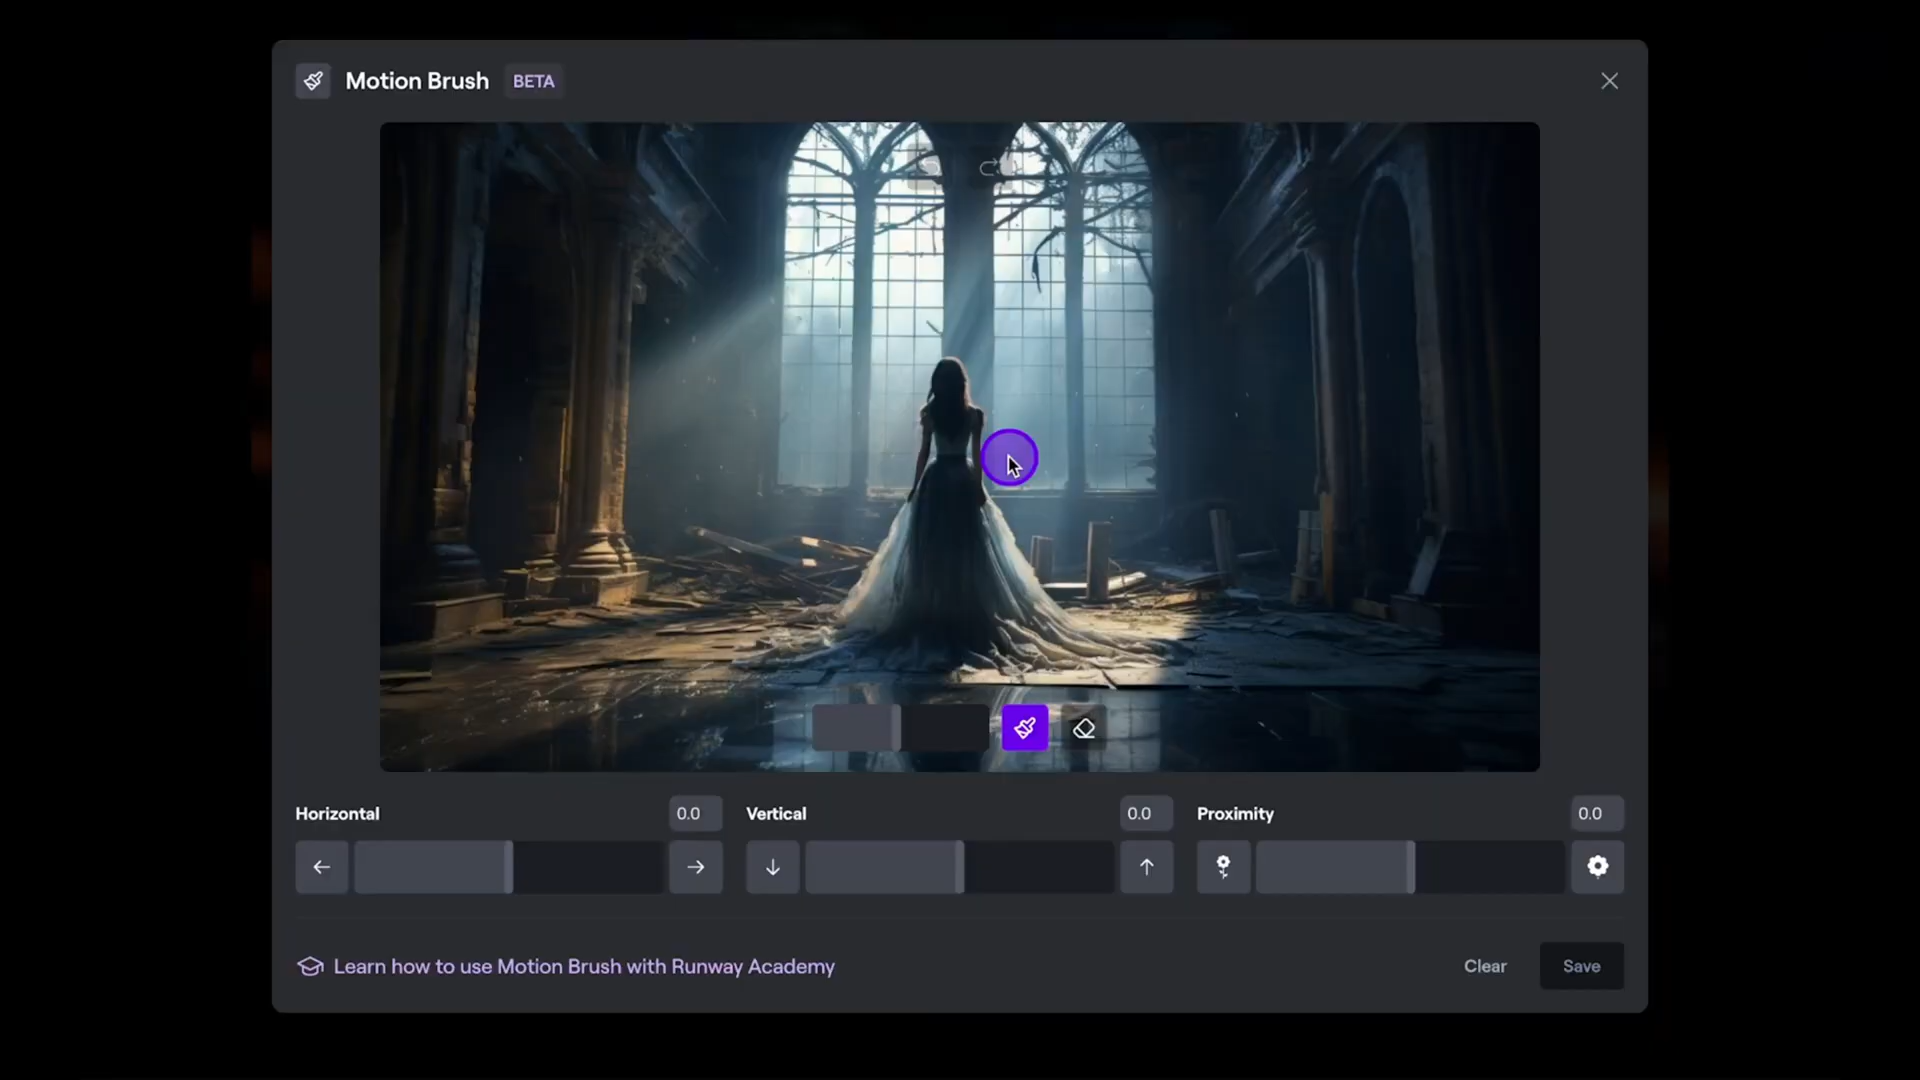 Motion Brush BETA
Horizontal 0.0 Vertical 0.0 Proximity 0.0
Learn how to use Motion Brush with Runway Academy Clear Save